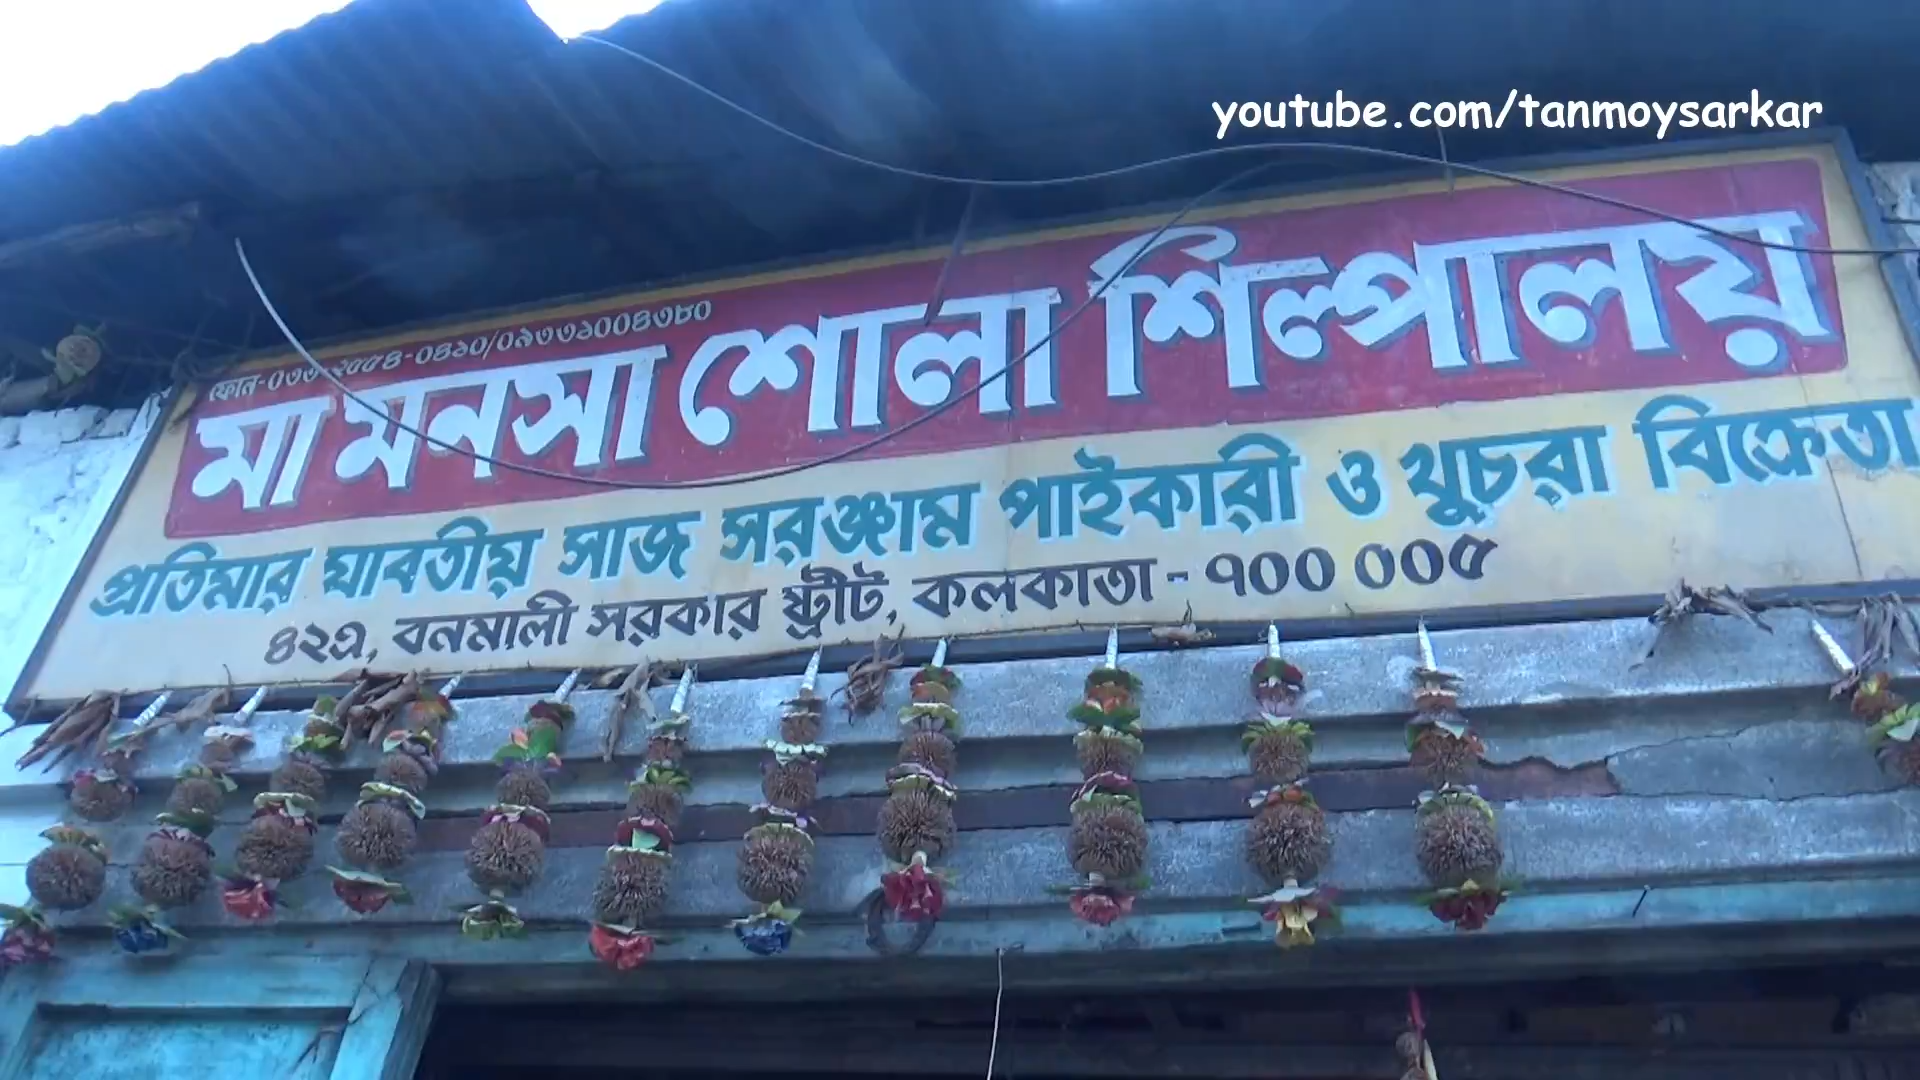 youtube.com/tanmoysarkar
ফোন-০৩৩-২৫৫৪-০৪১০/০৯৩৩১০০৪৩৮০
মা মনসা শোলা শিল্পালয়
প্রতিমার যাবতীয় সাজ সরঞ্জাম পাইকারী ও খুচরা বিক্রেতা
৪২এ, বনমালী সরকার ষ্ট্রীট, কলকাতা - ৭০০ ০০৫